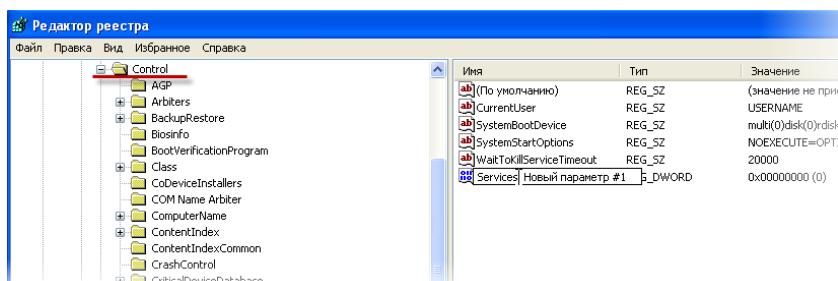 Редактор реестра
Файл Правка Вид Избранное Справка
Control
AGP
Arbiters
BackupRestore
Biosinfo
BootVerificationProgram
Class
CoDeviceInstallers
COM Name Arbiter
ComputerName
ContentIndex
ContentIndexCommon
CrashControl
CriticalDeviceDatabase
Имя Тип Значение
(По умолчанию) REG_SZ (значение не при
CurrentUser REG_SZ USERNAME
SystemBootDevice REG_SZ multi(0)disk(0)rdisk
SystemStartOptions REG_SZ NOEXECUTE=OPT
WaitToKillServiceTimeout REG_SZ 20000
Services Новый параметр #1 G_DWORD 0x00000000 (0)